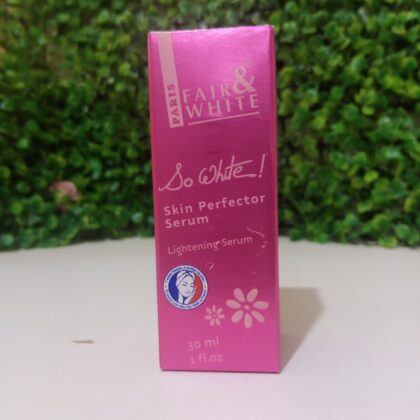 PARIS
FAIR&
WHITE
So White!
Skin Perfector
Serum
Lightening Serum
30 ml
1 fl.oz